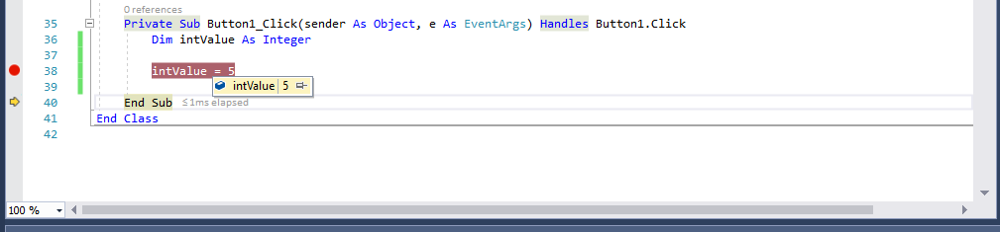 0 references
35 Private Sub Button1_Click(sender As Object, e As EventArgs) Handles Button1.Click
36 Dim intValue As Integer
37
38 intValue = 5
intValue 5
39
40 End Sub ≤1ms elapsed
41 End Class
42
100 %